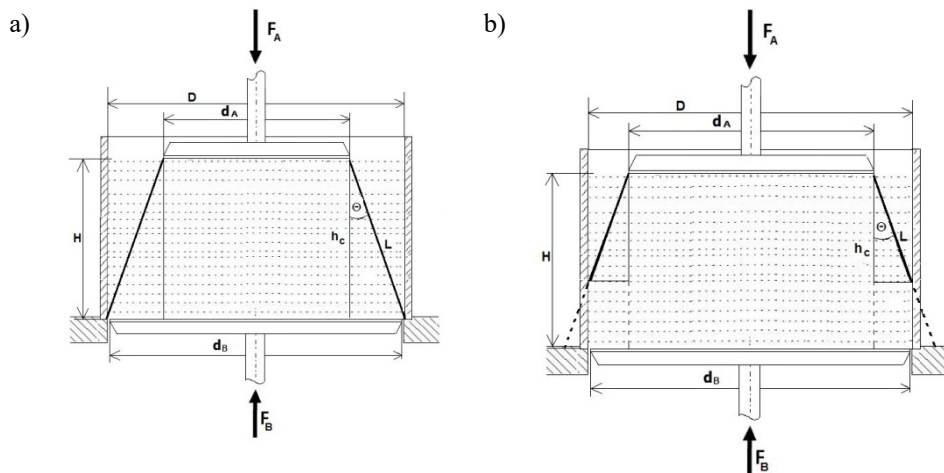 a)
F_A
D
d_A
H
Θ
h_c
L
d_B
F_B
b)
F_A
D
d_A
H
Θ
h_c
L
d_B
F_B